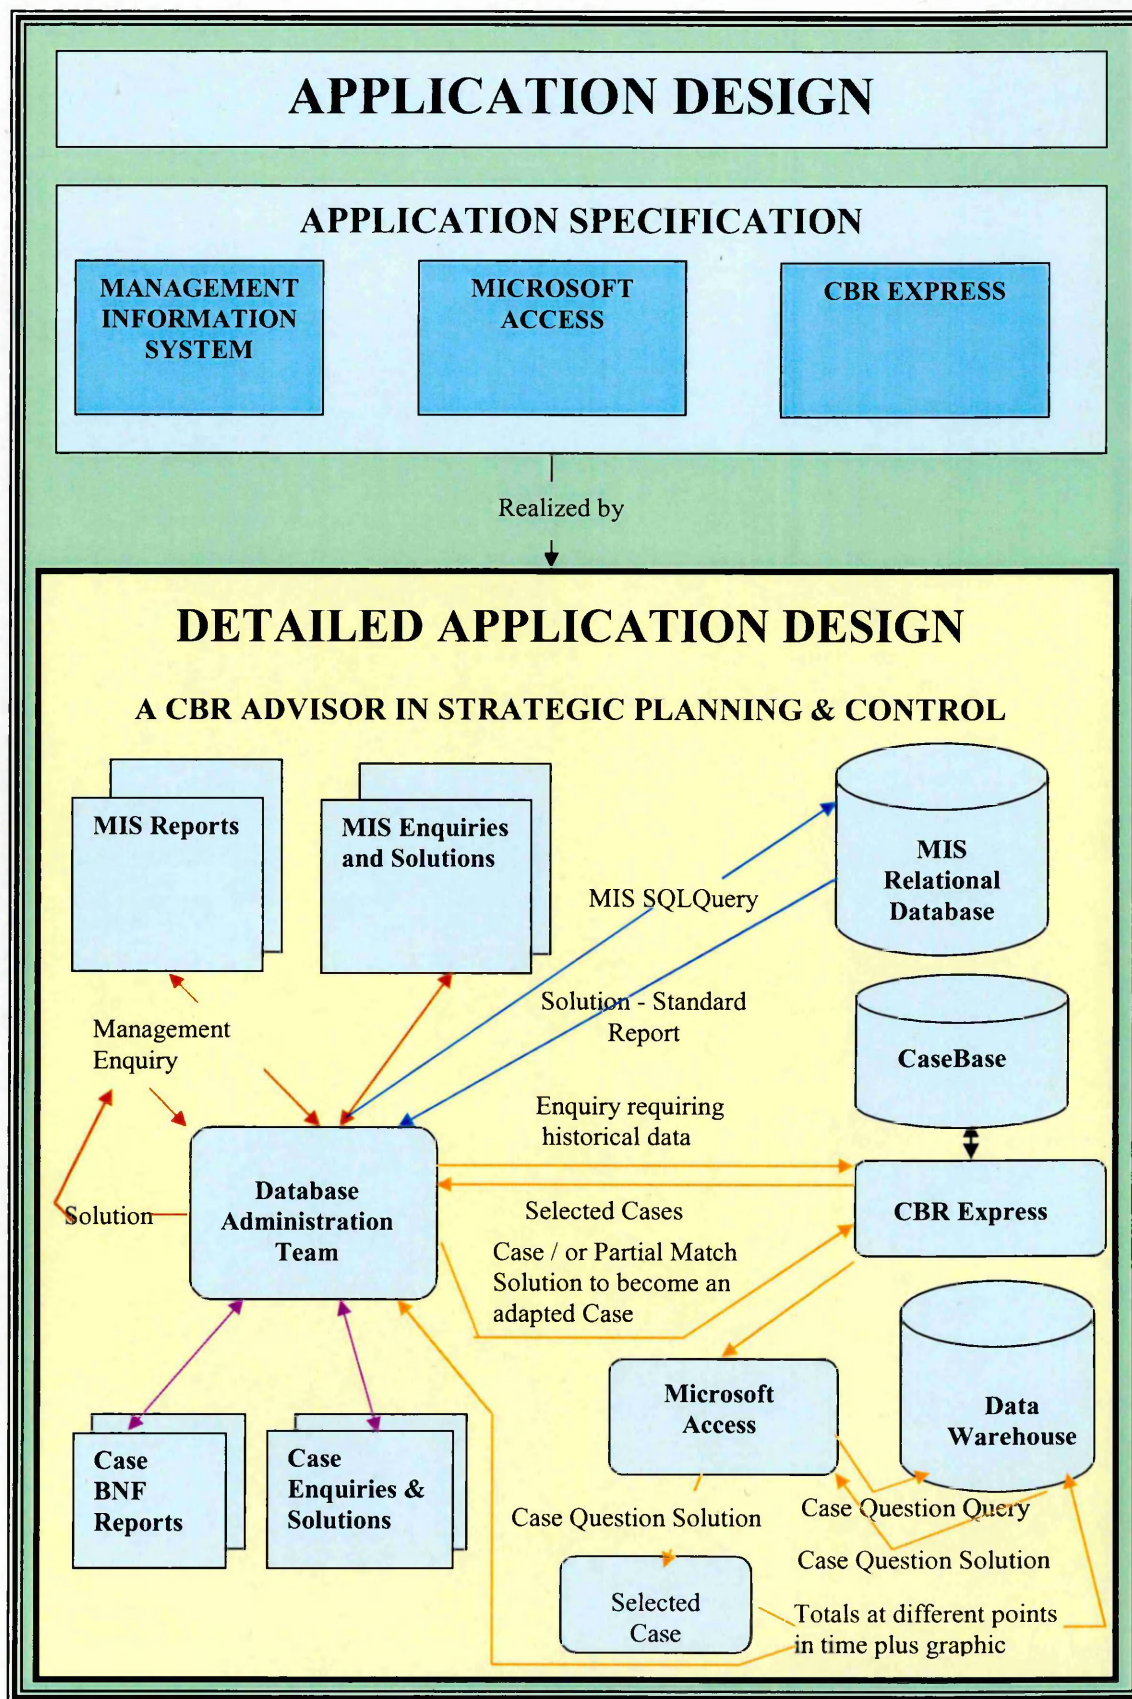 APPLICATION DESIGN
APPLICATION SPECIFICATION
MANAGEMENT
INFORMATION
SYSTEM
MICROSOFT
ACCESS
CBR EXPRESS
Realized by
DETAILED APPLICATION DESIGN
A CBR ADVISOR IN STRATEGIC PLANNING & CONTROL
MIS Reports
MIS Enquiries
and Solutions
MIS
Relational
Database
MIS SQLQuery
Solution - Standard
Report
Management
Enquiry
CaseBase
Enquiry requiring
historical data
Database
Administration
Team
Solution
Selected Cases
CBR Express
Case / or Partial Match
Solution to become an
adapted Case
Microsoft
Access
Data
Warehouse
Case
BNF
Reports
Case
Enquiries &
Solutions
Case Question Solution
Case Question Query
Case Question Solution
Selected
Case
Totals at different points
in time plus graphic